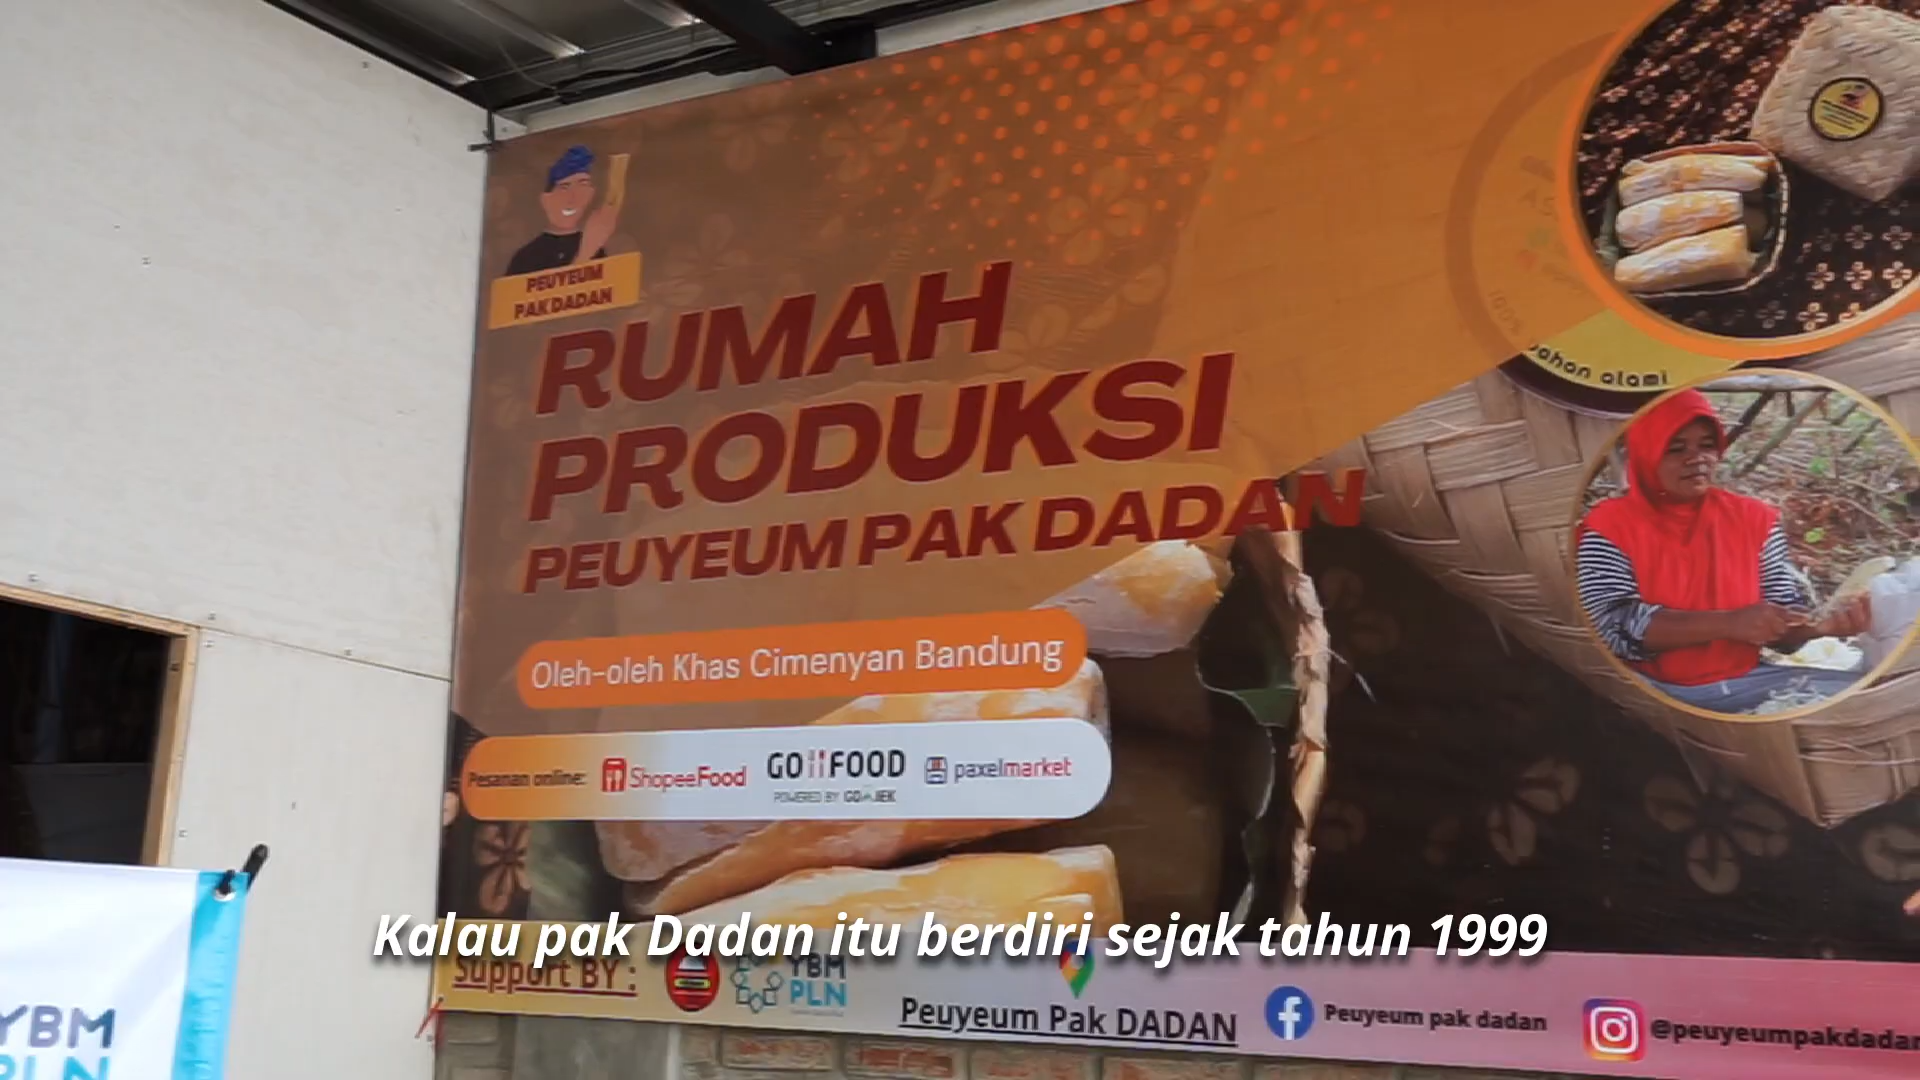 PEUYEUM
PAK DADAN
RUMAH
PRODUKSI
PEUYEUM PAK DADAN
bahan alami
Oleh-oleh Khas Cimenyan Bandung
Pesanan online: ShopeeFood GOFOOD paxelmarket
POWERED BY GOJEK
Kalau pak Dadan itu berdiri sejak tahun 1999
Support BY : YBM
PLN
Peuyeum Pak DADAN
Peuyeum pak dadan
@peuyeumpakdadan
YBM
PLN